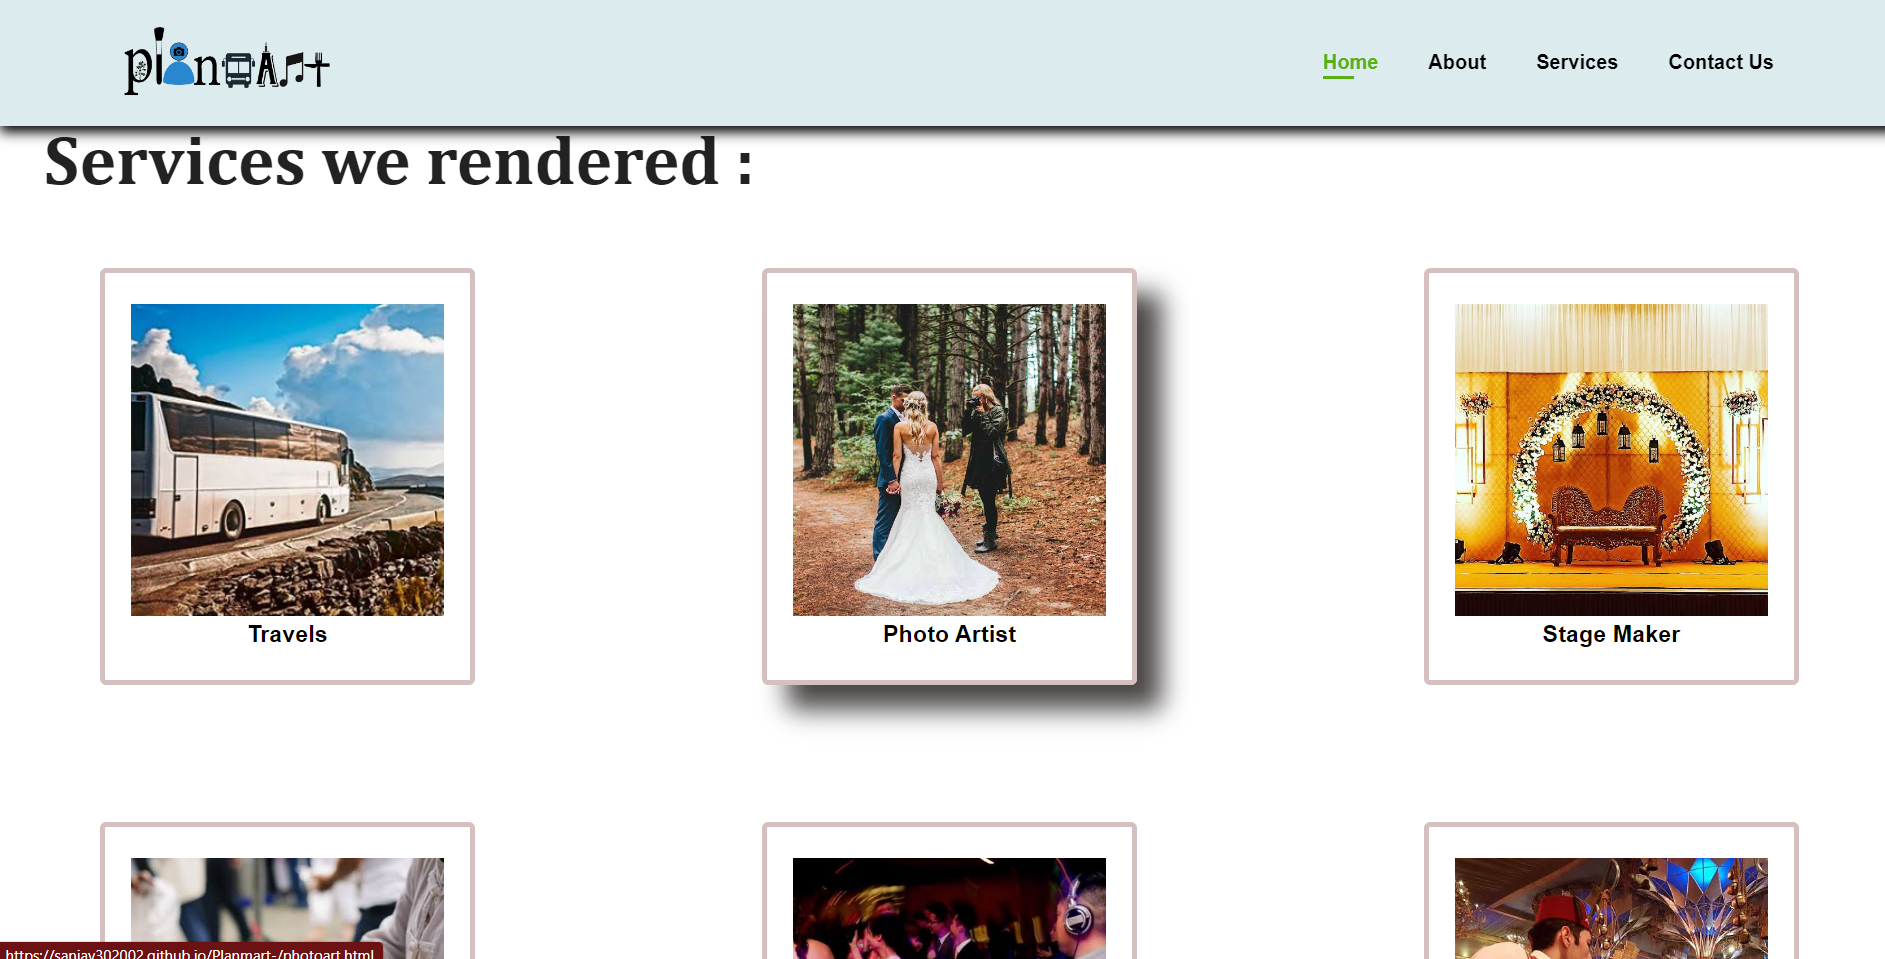 planmArt
Home About Services Contact Us
Services we rendered :
Travels
Photo Artist
Stage Maker
https://sanjay302002.github.io/Planmart-/photoart.html